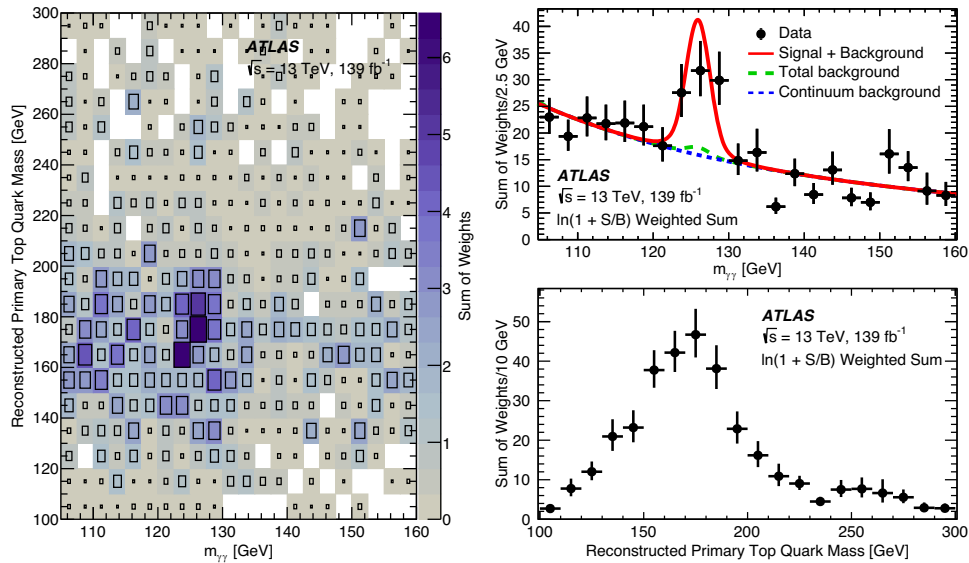 Reconstructed Primary Top Quark Mass [GeV]
300
280
260
240
220
200
180
160
140
120
100
ATLAS
√s = 13 TeV, 139 fb⁻¹
110 120 130 140 150 160
mγγ [GeV]
6
5
4
3
2
1
0
Sum of Weights
Sum of Weights/2.5 GeV
40
35
30
25
20
15
10
5
0
Data
Signal + Background
Total background
Continuum background
ATLAS
√s = 13 TeV, 139 fb⁻¹
ln(1 + S/B) Weighted Sum
110 120 130 140 150 160
mγγ [GeV]
Sum of Weights/10 GeV
50
40
30
20
10
0
ATLAS
√s = 13 TeV, 139 fb⁻¹
ln(1 + S/B) Weighted Sum
100 150 200 250 300
Reconstructed Primary Top Quark Mass [GeV]